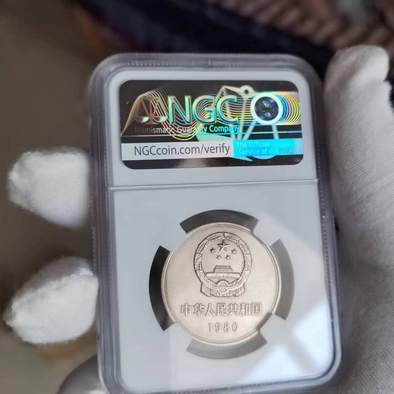 NGC
Numismatic Guaranty Company
NGCcoin.com/verify
中华人民共和国
1980